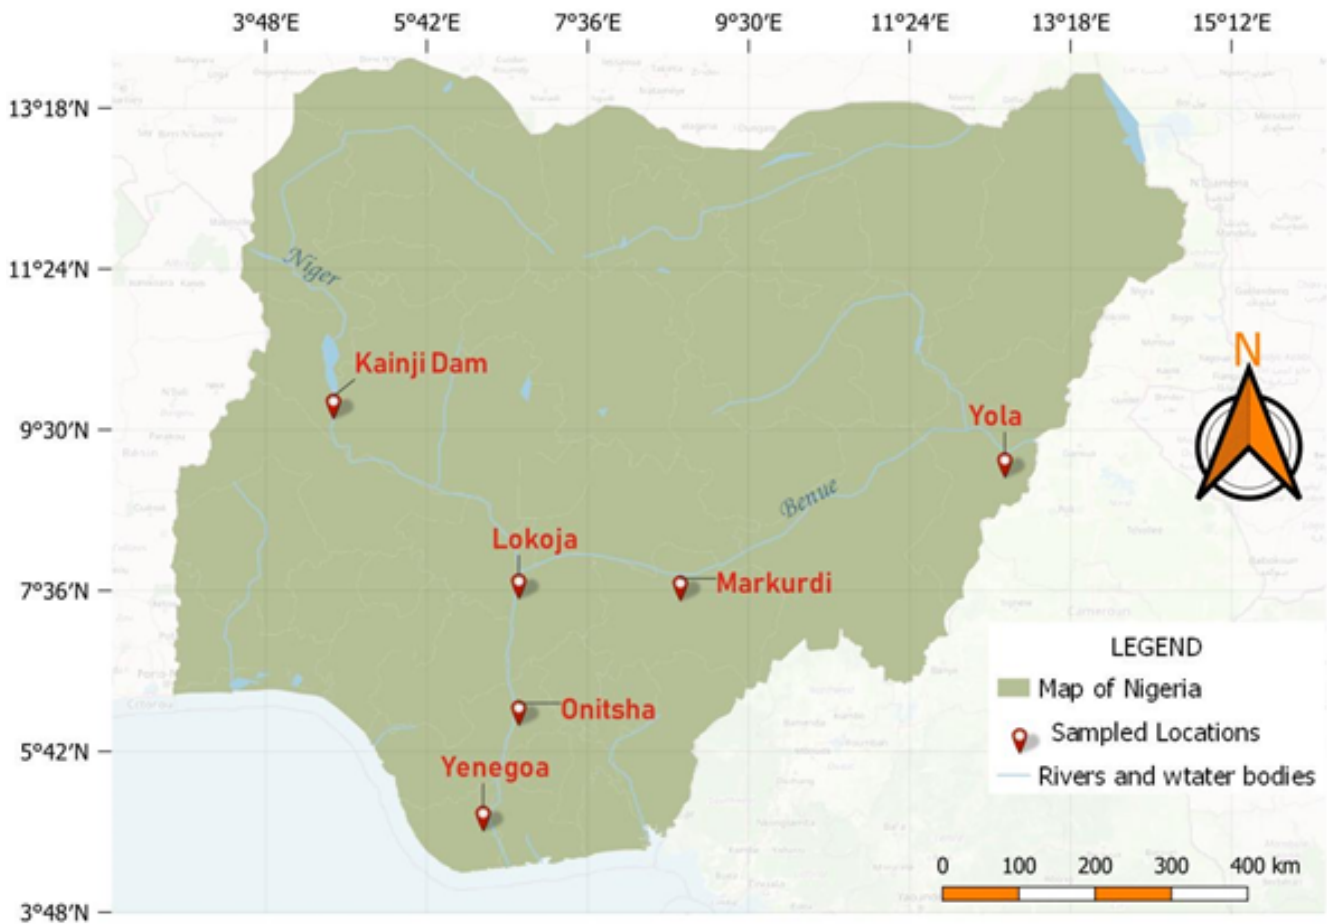 3°48′E 5°42′E 7°36′E 9°30′E 11°24′E 13°18′E 15°12′E
13°18′N
11°24′N
9°30′N
7°36′N
5°42′N
3°48′N
Niger
Kainji Dam
Yola
Benue
Lokoja
Markurdi
Onitsha
Yenegoa
N
LEGEND
Map of Nigeria
Sampled Locations
Rivers and wtater bodies
0 100 200 300 400 km